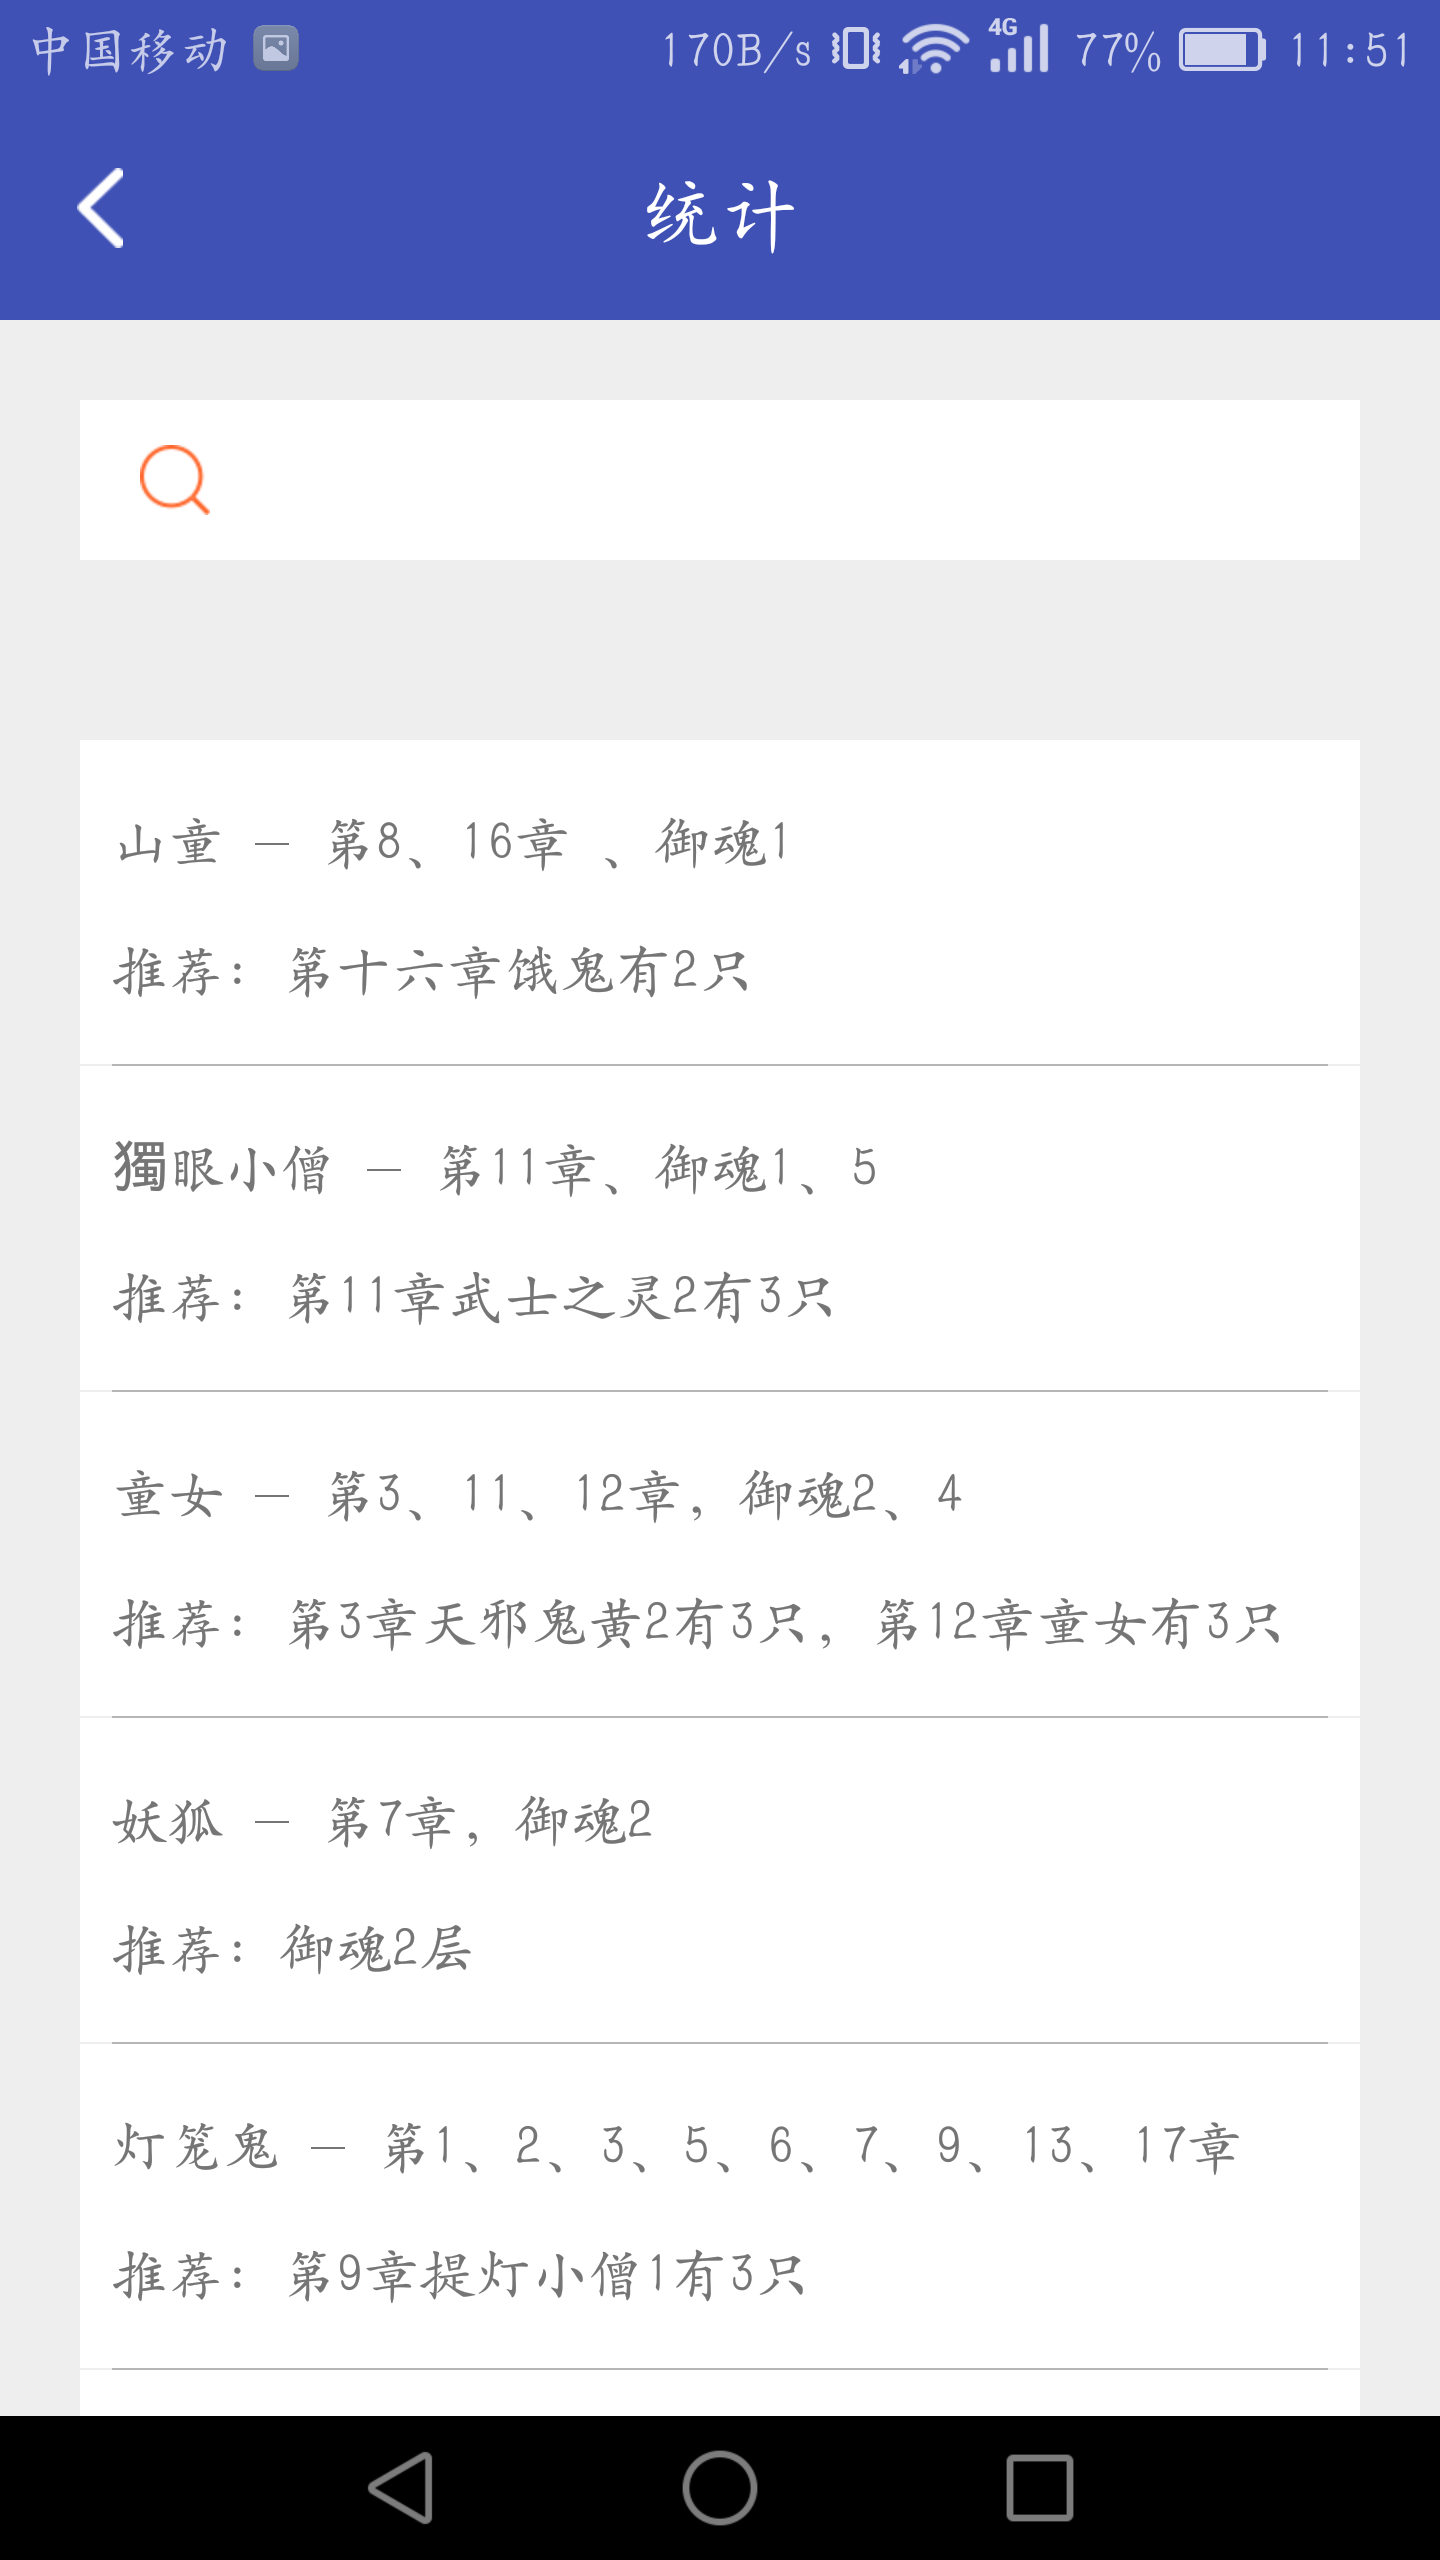 中国移动 170B/s 4G 77% 11:51
统计
山童 — 第8、16章 、御魂1
推荐：第十六章饿鬼有2只
獨眼小僧 — 第11章、御魂1、5
推荐：第11章武士之灵2有3只
童女 — 第3、11、12章，御魂2、4
推荐：第3章天邪鬼黄2有3只，第12章童女有3只
妖狐 — 第7章，御魂2
推荐：御魂2层
灯笼鬼 — 第1、2、3、5、6、7、9、13、17章
推荐：第9章提灯小僧1有3只